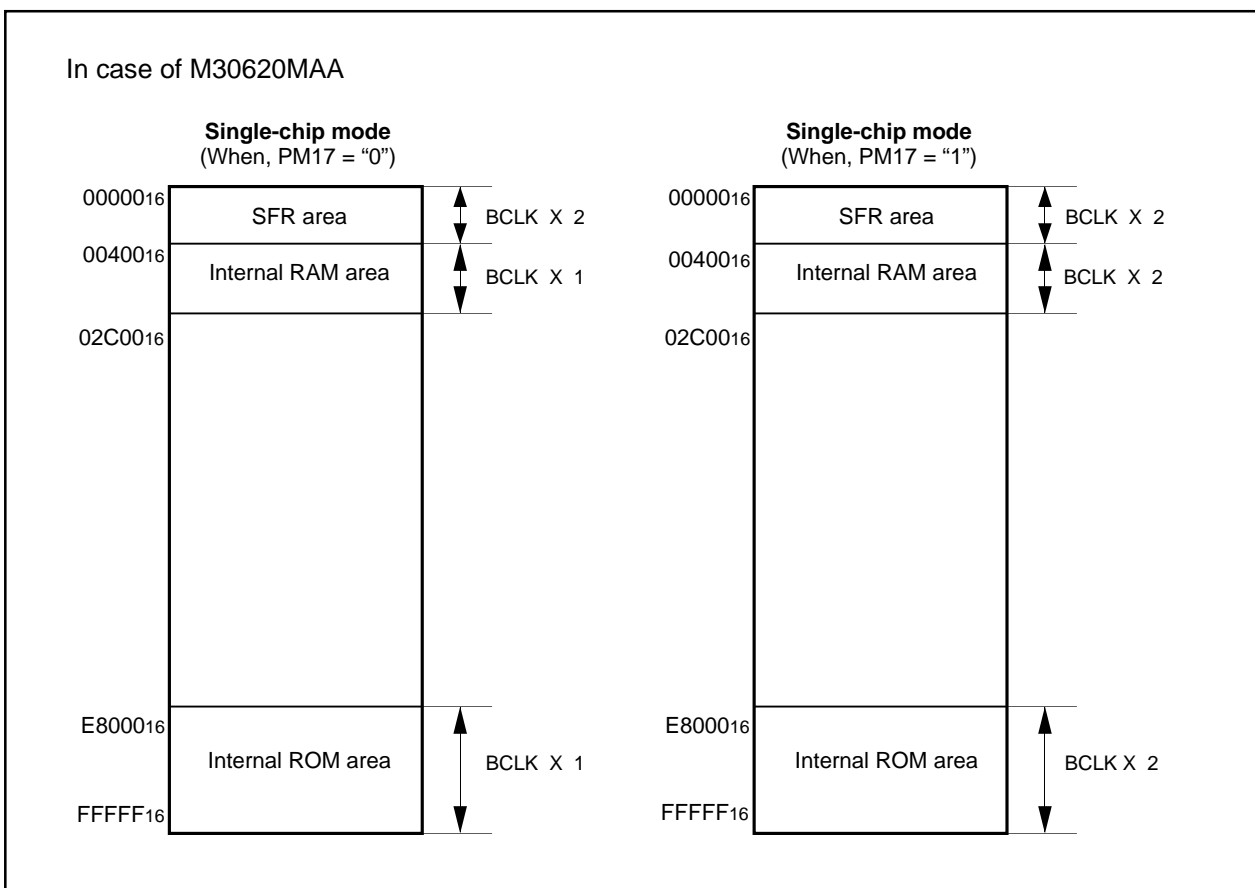 In case of M30620MAA
Single-chip mode
(When, PM17 = “0”)
0000016
SFR area
BCLK X 2
0040016
Internal RAM area
BCLK X 1
02C0016
E800016
Internal ROM area
BCLK X 1
FFFFF16
Single-chip mode
(When, PM17 = “1”)
0000016
SFR area
BCLK X 2
0040016
Internal RAM area
BCLK X 2
02C0016
E800016
Internal ROM area
BCLK X 2
FFFFF16